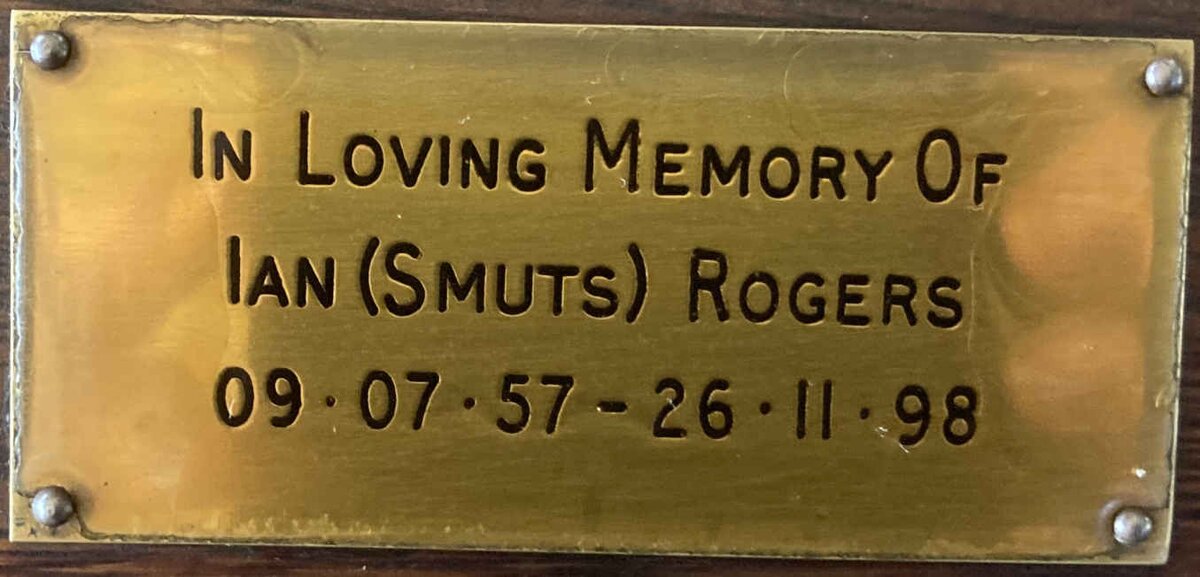 In Loving Memory Of
Ian (Smuts) Rogers
09·07·57-26·11·98